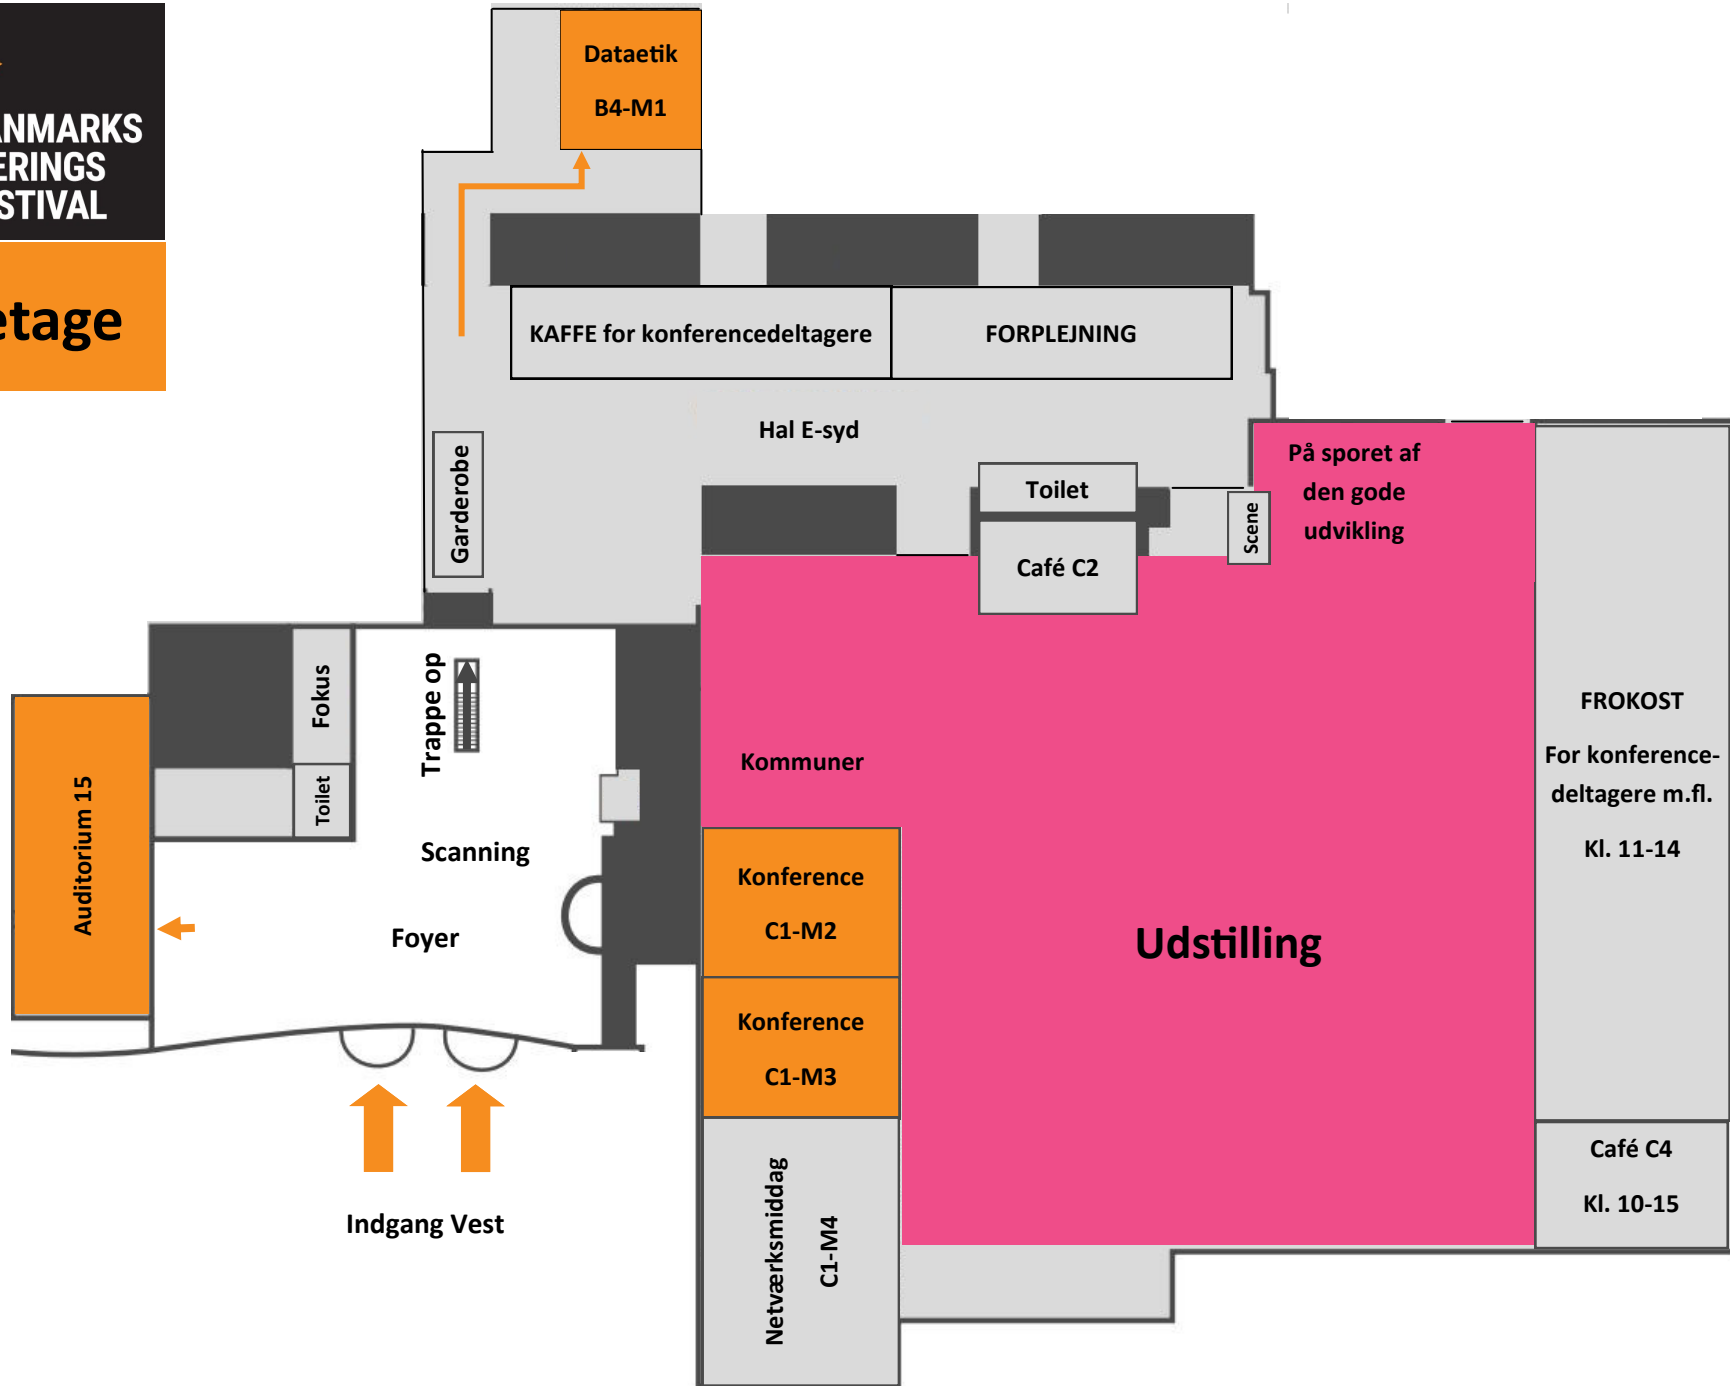 ANMARKS
ERINGS
STIVAL
etage
Dataetik
B4-M1
KAFFE for konferencedeltagere
FORPLEJNING
Hal E-syd
Garderobe
Toilet
Café C2
Scene
På sporet af
den gode
udvikling
Fokus
Toilet
Trappe op
Auditorium 15
Scanning
Foyer
Kommuner
Konference
C1-M2
Konference
C1-M3
Udstilling
FROKOST
For konference-
deltagere m.fl.
Kl. 11-14
Café C4
Kl. 10-15
Netværksmiddag
C1-M4
Indgang Vest